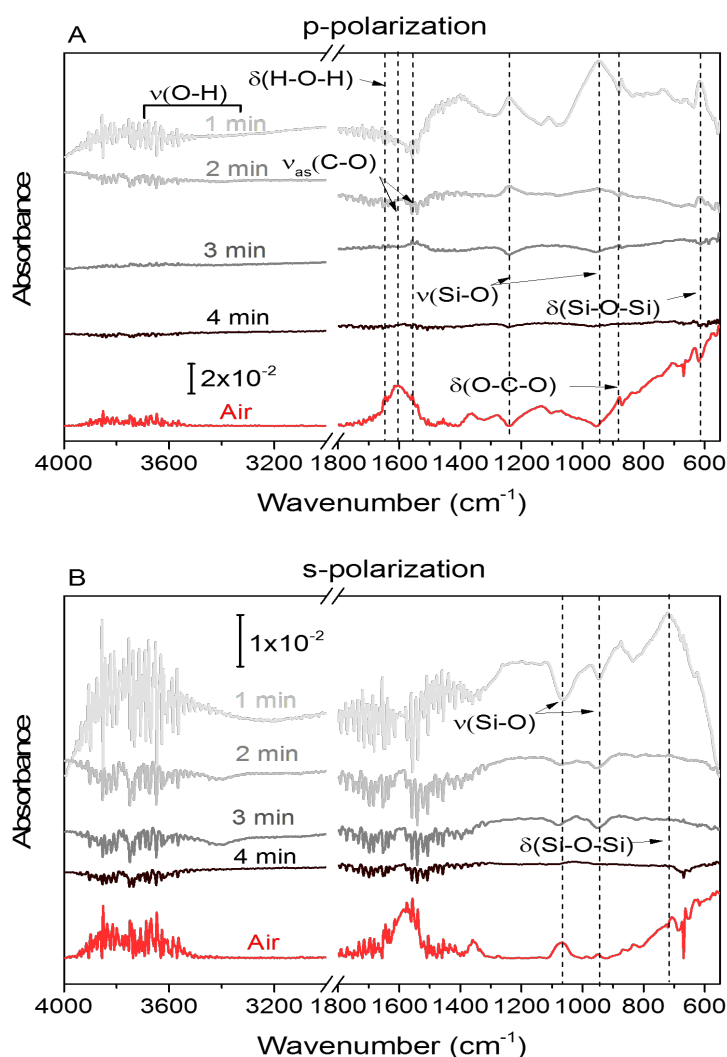 A
p-polarization
δ(H-O-H)
ν(O-H)
1 min
2 min
νas(C-O)
3 min
ν(Si-O)
δ(Si-O-Si)
4 min
2x10⁻²
δ(O-C-O)
Air
Absorbance
4000 3600 3200 1800 1600 1400 1200 1000 800 600
Wavenumber (cm⁻¹)
B
s-polarization
1x10⁻²
1 min
ν(Si-O)
2 min
3 min
δ(Si-O-Si)
4 min
Air
Absorbance
4000 3600 3200 1800 1600 1400 1200 1000 800 600
Wavenumber (cm⁻¹)